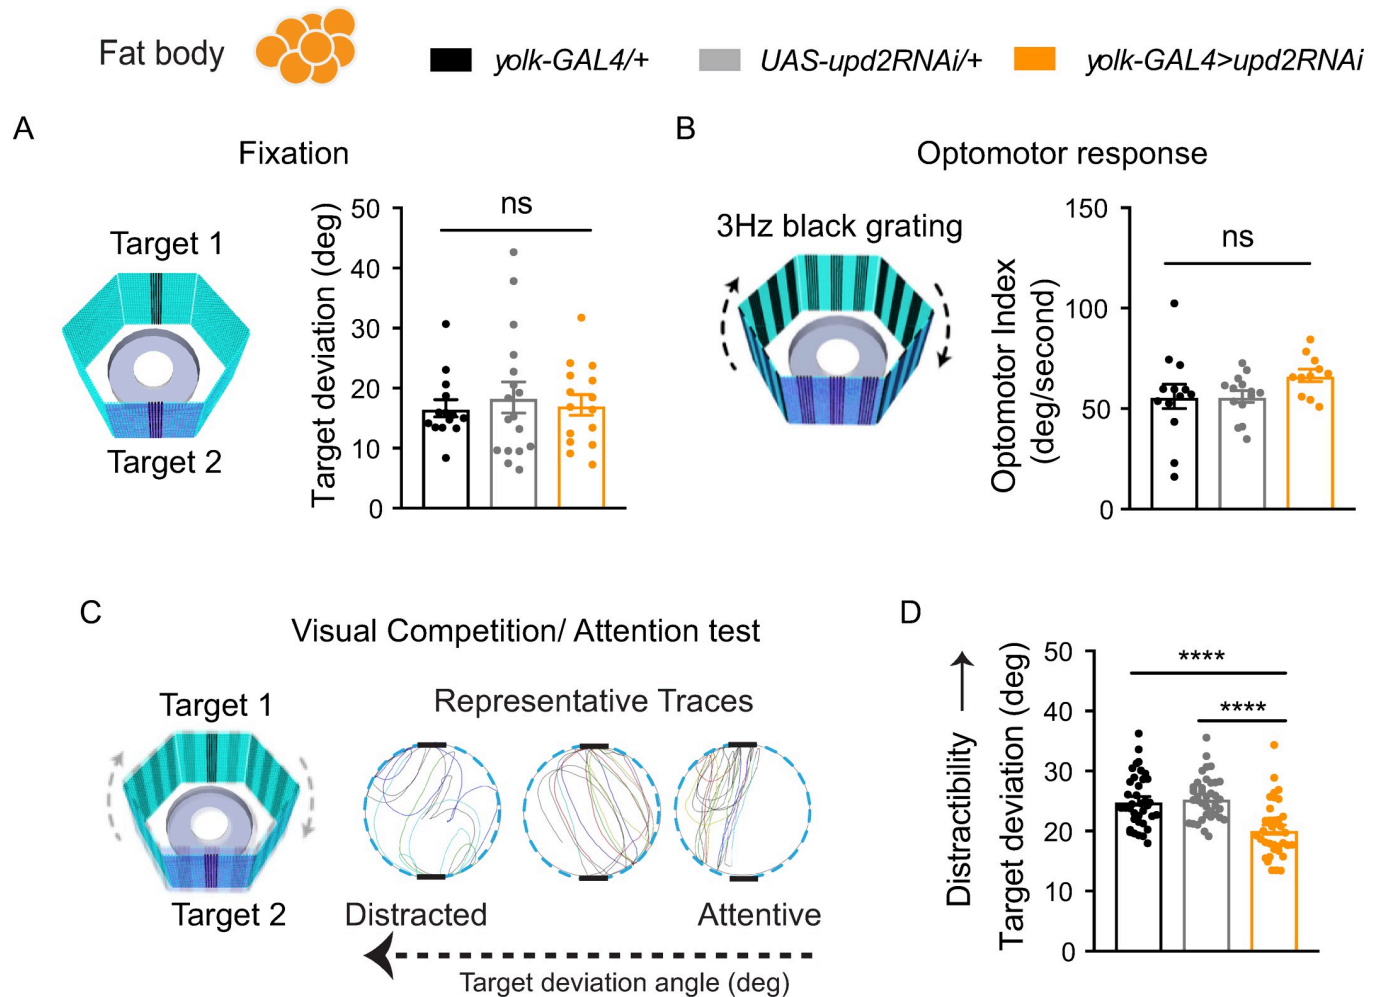 Fat body
yolk-GAL4/+
UAS-upd2RNAi/+
yolk-GAL4>upd2RNAi
A
Fixation
Target 1
Target 2
Target deviation (deg)
50
40
30
20
10
0
ns
B
Optomotor response
3Hz black grating
Optomotor Index
(deg/second)
150
100
50
0
ns
C
Visual Competition/ Attention test
Target 1
Target 2
Representative Traces
Distracted
Attentive
Target deviation angle (deg)
D
Distractibility
Target deviation (deg)
50
40
30
20
10
0
****
****